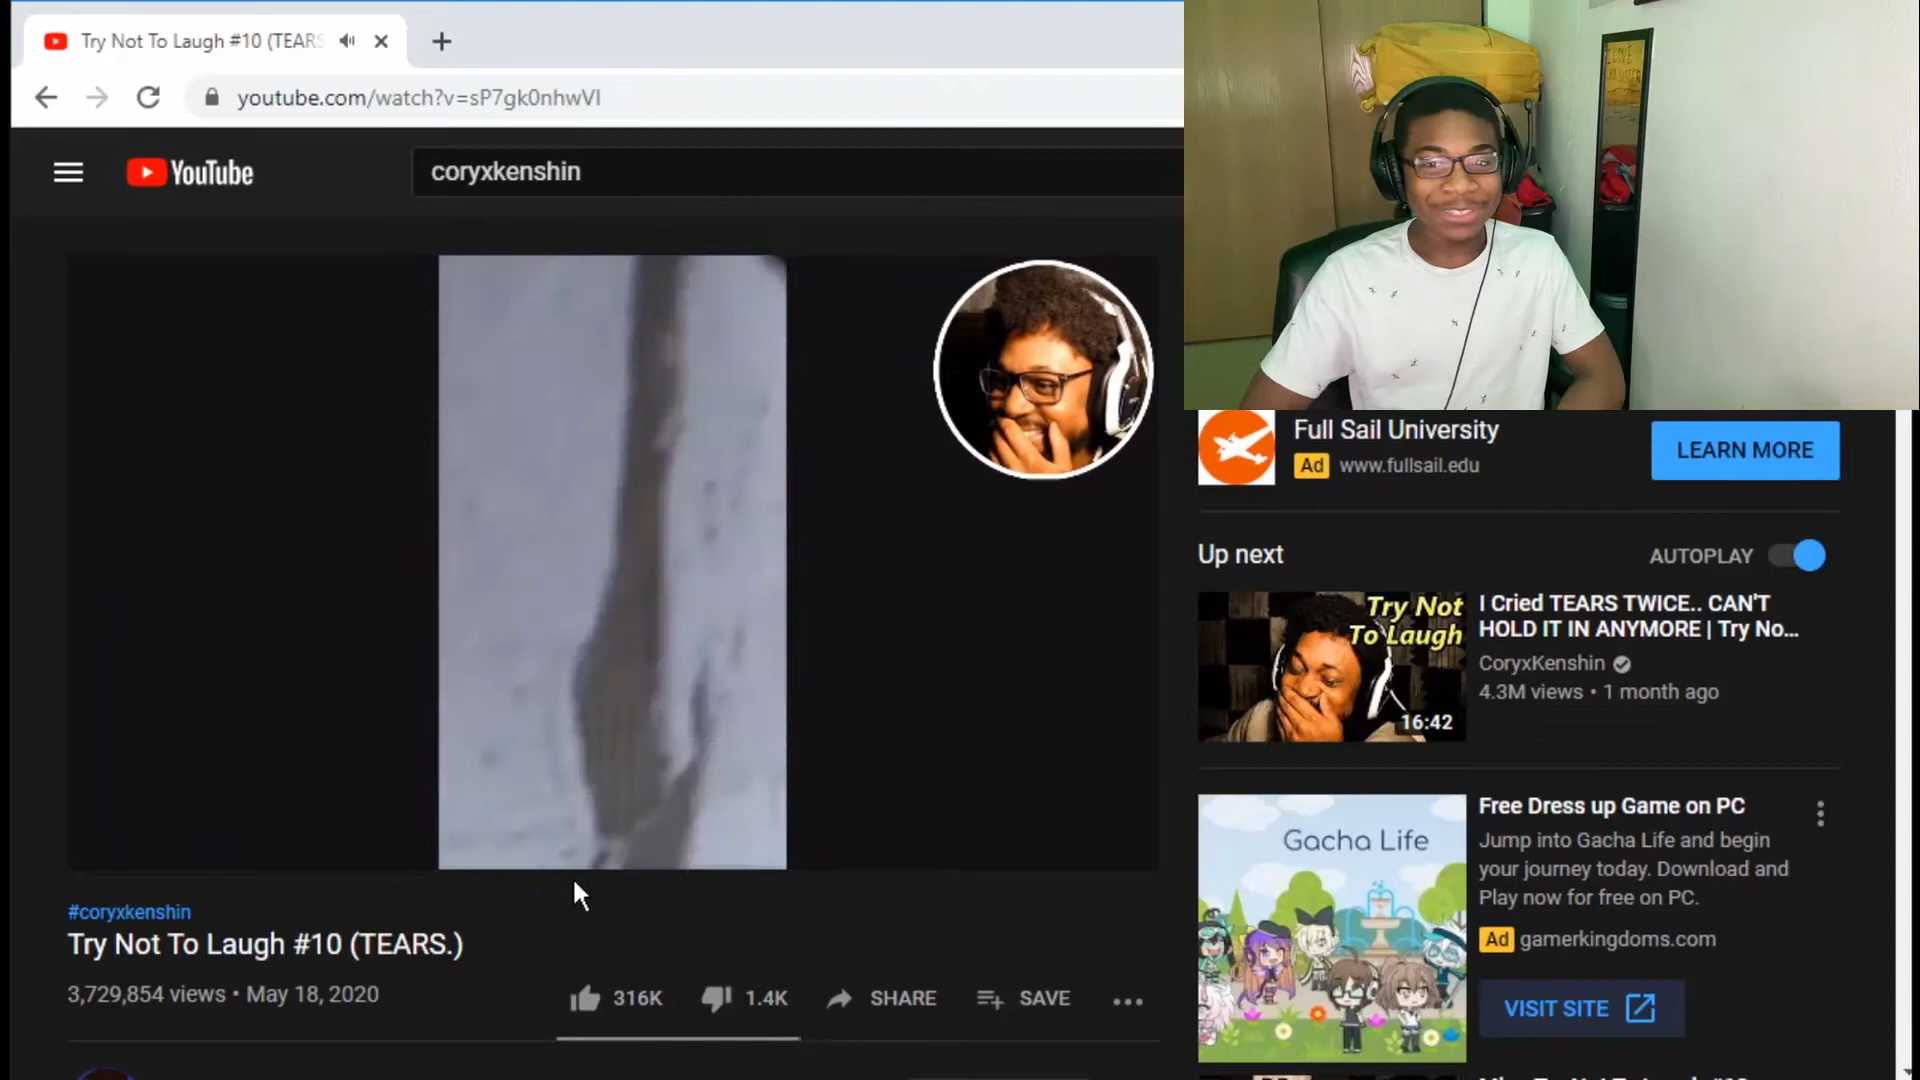 Try Not To Laugh #10 (TEARS
youtube.com/watch?v=sP7gk0nhwVI
YouTube
coryxkenshin
Full Sail University
Ad www.fullsail.edu
LEARN MORE
Up next
AUTOPLAY
Try Not
To Laugh
16:42
I Cried TEARS TWICE.. CAN'T
HOLD IT IN ANYMORE | Try No...
CoryxKenshin
4.3M views • 1 month ago
Gacha Life
Free Dress up Game on PC
Jump into Gacha Life and begin
your journey today. Download and
Play now for free on PC.
Ad gamerkingdoms.com
VISIT SITE
#coryxkenshin
Try Not To Laugh #10 (TEARS.)
3,729,854 views • May 18, 2020
316K
1.4K
SHARE
SAVE